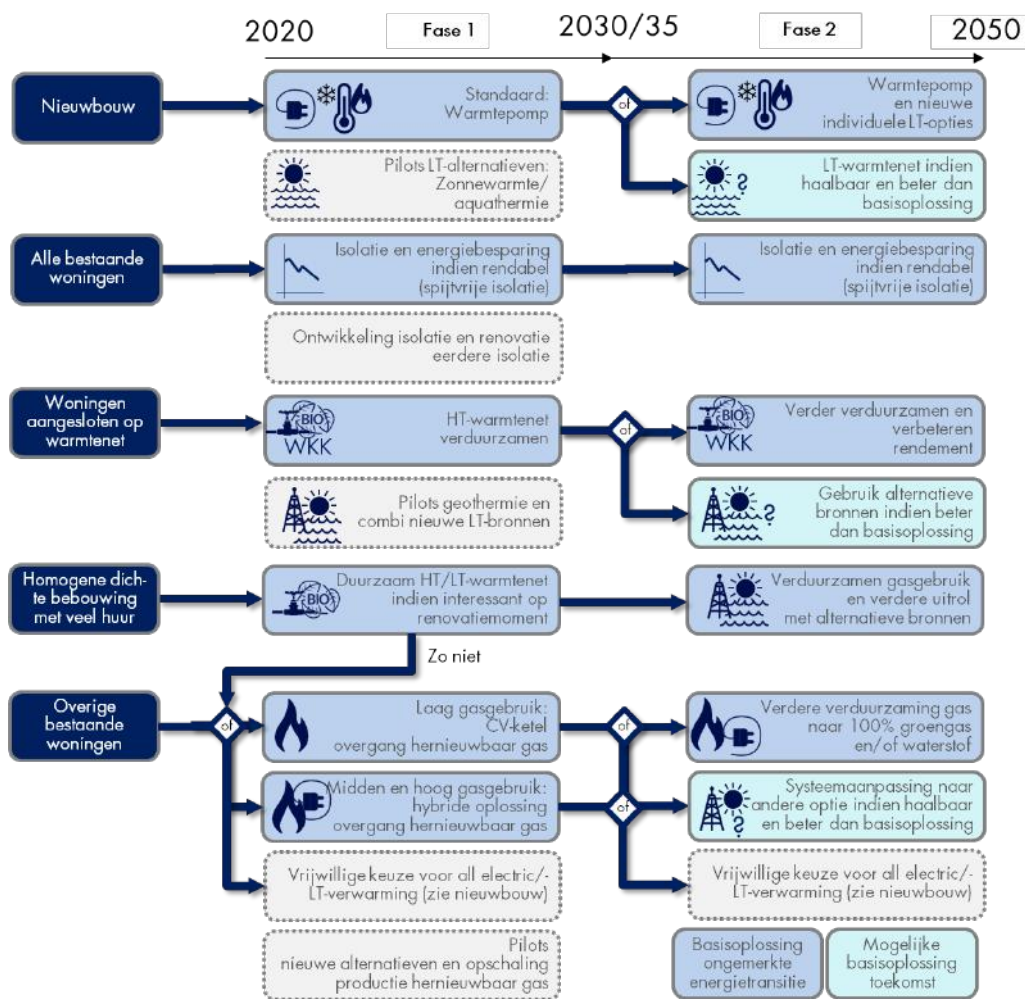 2020
Fase 1
2030/35
Fase 2
2050
Nieuwbouw
Standaard:
Warmtepomp
of
Warmtepomp
en nieuwe
individuele LT-opties
Pilots LT-alternatieven:
Zonnewarmte/
aquathermie
?
LT-warmtenet indien
haalbaar en beter dan
basisoplossing
Alle bestaande
woningen
Isolatie en energiebesparing
indien rendabel
(spijtvrije isolatie)
Isolatie en energiebesparing
indien rendabel
(spijtvrije isolatie)
Ontwikkeling isolatie en renovatie
eerdere isolatie
Woningen
aangesloten op
warmtenet
BIO
WKK
HT-warmtenet
verduurzamen
of
BIO
WKK
Verder verduurzamen en
verbeteren
rendement
Pilots geothermie en
combi nieuwe LT-bronnen
?
Gebruik alternatieve
bronnen indien beter
dan basisoplossing
Homogene dich-
te bebouwing
met veel huur
BIO
Duurzaam HT/LT-warmtenet
indien interessant op
renovatiemoment
Verduurzamen gasgebruik
en verdere uitrol
met alternatieve bronnen
Zo niet
Overige
bestaande
woningen
of
Laag gasgebruik:
CV-ketel
overgang hernieuwbaar gas
of
Verdere verduurzaming gas
naar 100% groengas
en/of waterstof
Midden en hoog gasgebruik:
hybride oplossing
overgang hernieuwbaar gas
of
?
Systeemaanpassing naar
andere optie indien haalbaar
en beter dan basisoplossing
Vrijwillige keuze voor all electric/-
LT-verwarming (zie nieuwbouw)
Vrijwillige keuze voor all electric/-
LT-verwarming (zie nieuwbouw)
Pilots
nieuwe alternatieven en opschaling
productie hernieuwbaar gas
Basisoplossing
ongemerkte
energietransitie
Mogelijke
basisoplossing
toekomst